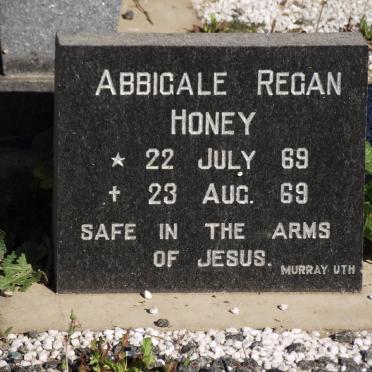 ABBIGALE REGAN
HONEY
★ 22 JULY 69
✝ 23 AUG. 69
SAFE IN THE ARMS
OF JESUS.
MURRAY UTH